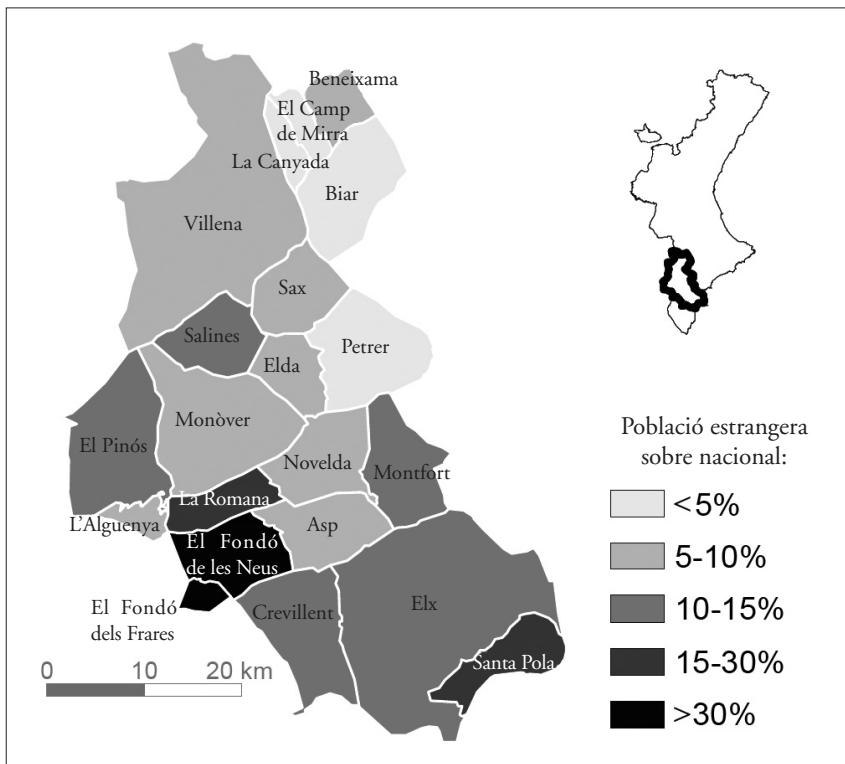 Beneixama
El Camp
de Mirra
La Canyada
Biar
Villena
Sax
Salines
Petrer
Elda
Monòver
El Pinós
Novelda
Montfort
La Romana
L'Alguenya
Asp
El Fondó
de les Neus
El Fondó
dels Frares
Crevillent
Elx
Santa Pola
0 10 20 km
Població estrangera
sobre nacional:
<5%
5-10%
10-15%
15-30%
>30%